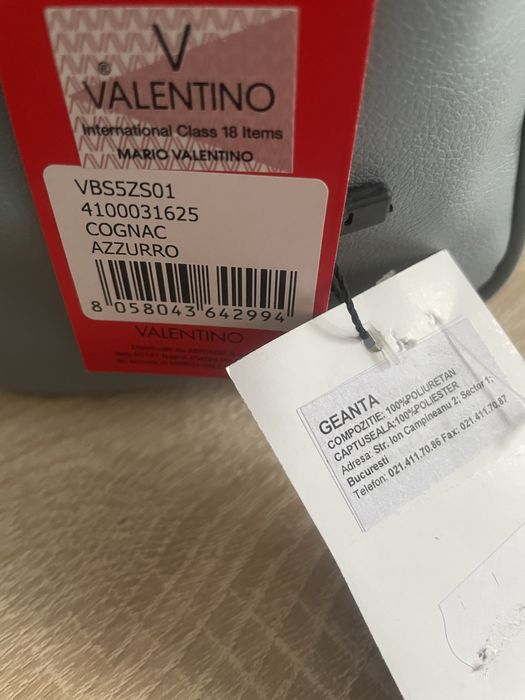 V
® VALENTINO
International Class 18 Items
MARIO VALENTINO
VBS5ZS01
4100031625
COGNAC
AZZURRO
8 058043 642994
VALENTINO
GEANTA
COMPOZITIE: 100%POLIURETAN
CAPTUSEALA:100%POLIESTER
Adresa: Str. Ion Campineanu 2; Sector 1;
Bucuresti
Telefon: 021.411.70.86 Fax: 021.411.70.87